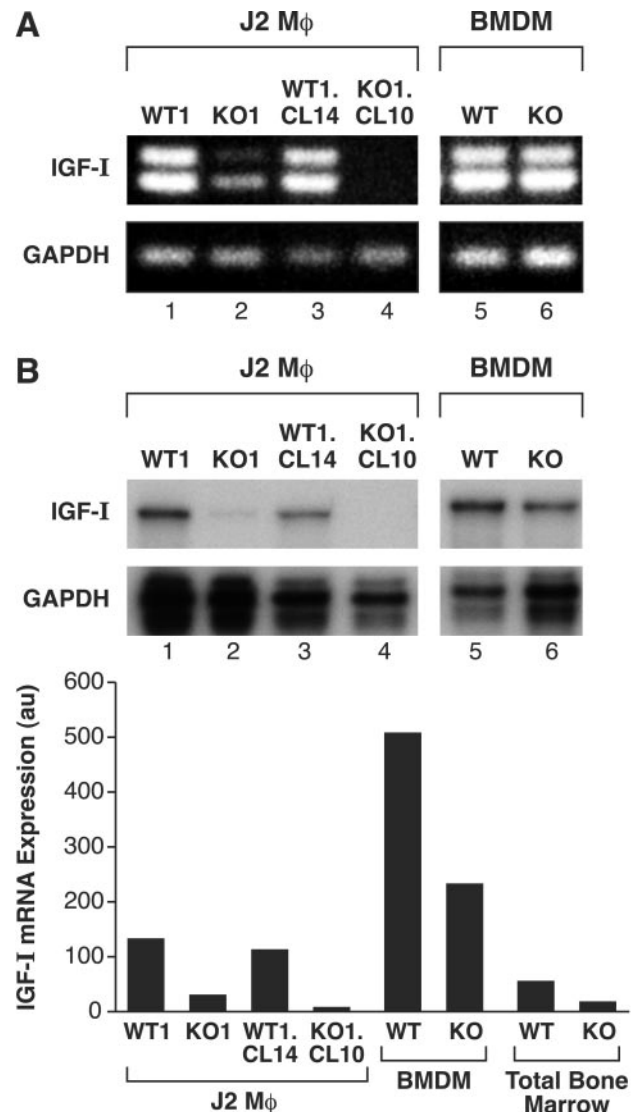 A
J2 Mϕ BMDM
WT1 KO1 WT1.CL14 KO1.CL10 WT KO
IGF-I
GAPDH
1 2 3 4 5 6
B
J2 Mϕ BMDM
WT1 KO1 WT1.CL14 KO1.CL10 WT KO
IGF-I
GAPDH
1 2 3 4 5 6
IGF-I mRNA Expression (au)
600
500
400
300
200
100
0
WT1 KO1 WT1.CL14 KO1.CL10 WT KO WT KO
J2 Mϕ BMDM Total Bone Marrow